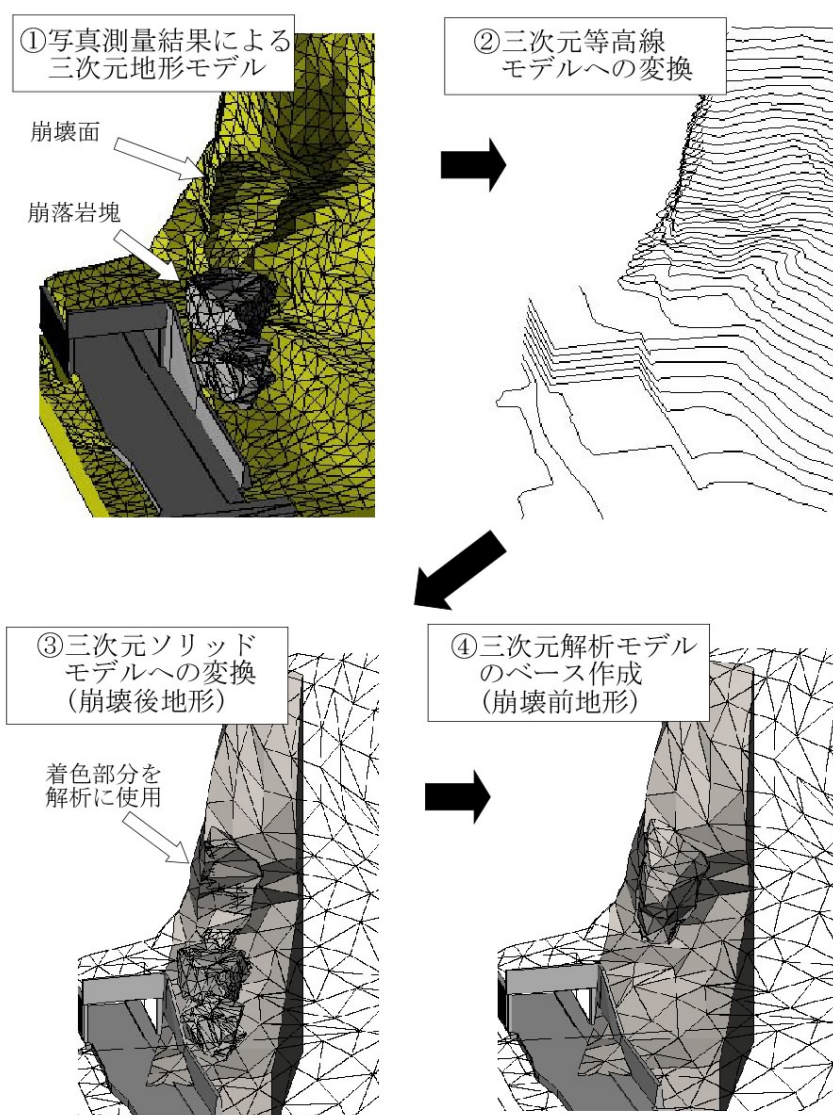 ①写真測量結果による
三次元地形モデル
②三次元等高線
モデルへの変換
崩壊面
崩落岩塊
③三次元ソリッド
モデルへの変換
(崩壊後地形)
④三次元解析モデル
のベース作成
(崩壊前地形)
着色部分を
解析に使用